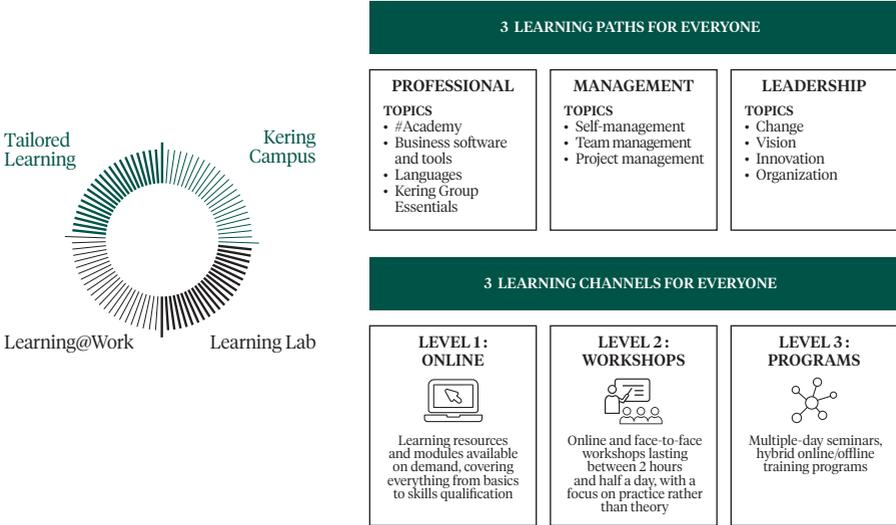 Tailored
Learning
Kering
Campus
Learning@Work
Learning Lab
3 LEARNING PATHS FOR EVERYONE
PROFESSIONAL
TOPICS
• #Academy
• Business software
and tools
• Languages
• Kering Group
Essentials
MANAGEMENT
TOPICS
• Self-management
• Team management
• Project management
LEADERSHIP
TOPICS
• Change
• Vision
• Innovation
• Organization
3 LEARNING CHANNELS FOR EVERYONE
LEVEL 1:
ONLINE
Learning resources
and modules available
on demand, covering
everything from basics
to skills qualification
LEVEL 2:
WORKSHOPS
Online and face-to-face
workshops lasting
between 2 hours
and half a day, with a
focus on practice rather
than theory
LEVEL 3:
PROGRAMS
Multiple-day seminars,
hybrid online/offline
training programs